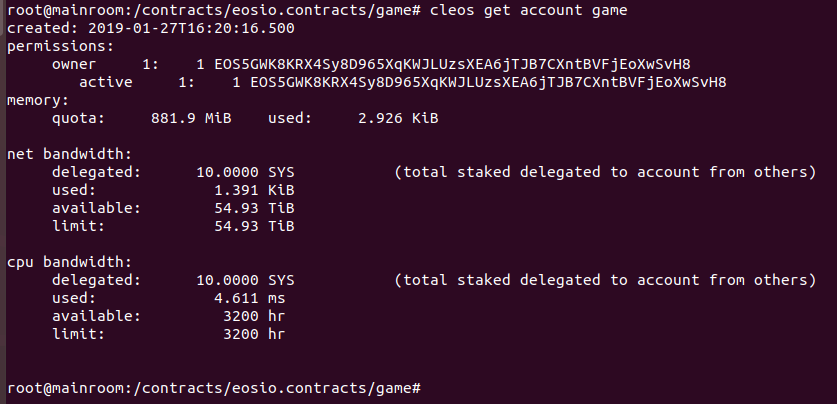 root@mainroom:/contracts/eosio.contracts/game# cleos get account game
created: 2019-01-27T16:20:16.500
permissions:
owner 1: 1 EOS5GWK8KRX4Sy8D965XqKWJLUzsXEA6jTJB7CXntBVFjEoXwSvH8
active 1: 1 EOS5GWK8KRX4Sy8D965XqKWJLUzsXEA6jTJB7CXntBVFjEoXwSvH8
memory:
quota: 881.9 MiB used: 2.926 KiB
net bandwidth:
delegated: 10.0000 SYS (total staked delegated to account from others)
used: 1.391 KiB
available: 54.93 TiB
limit: 54.93 TiB
cpu bandwidth:
delegated: 10.0000 SYS (total staked delegated to account from others)
used: 4.611 ms
available: 3200 hr
limit: 3200 hr
root@mainroom:/contracts/eosio.contracts/game#